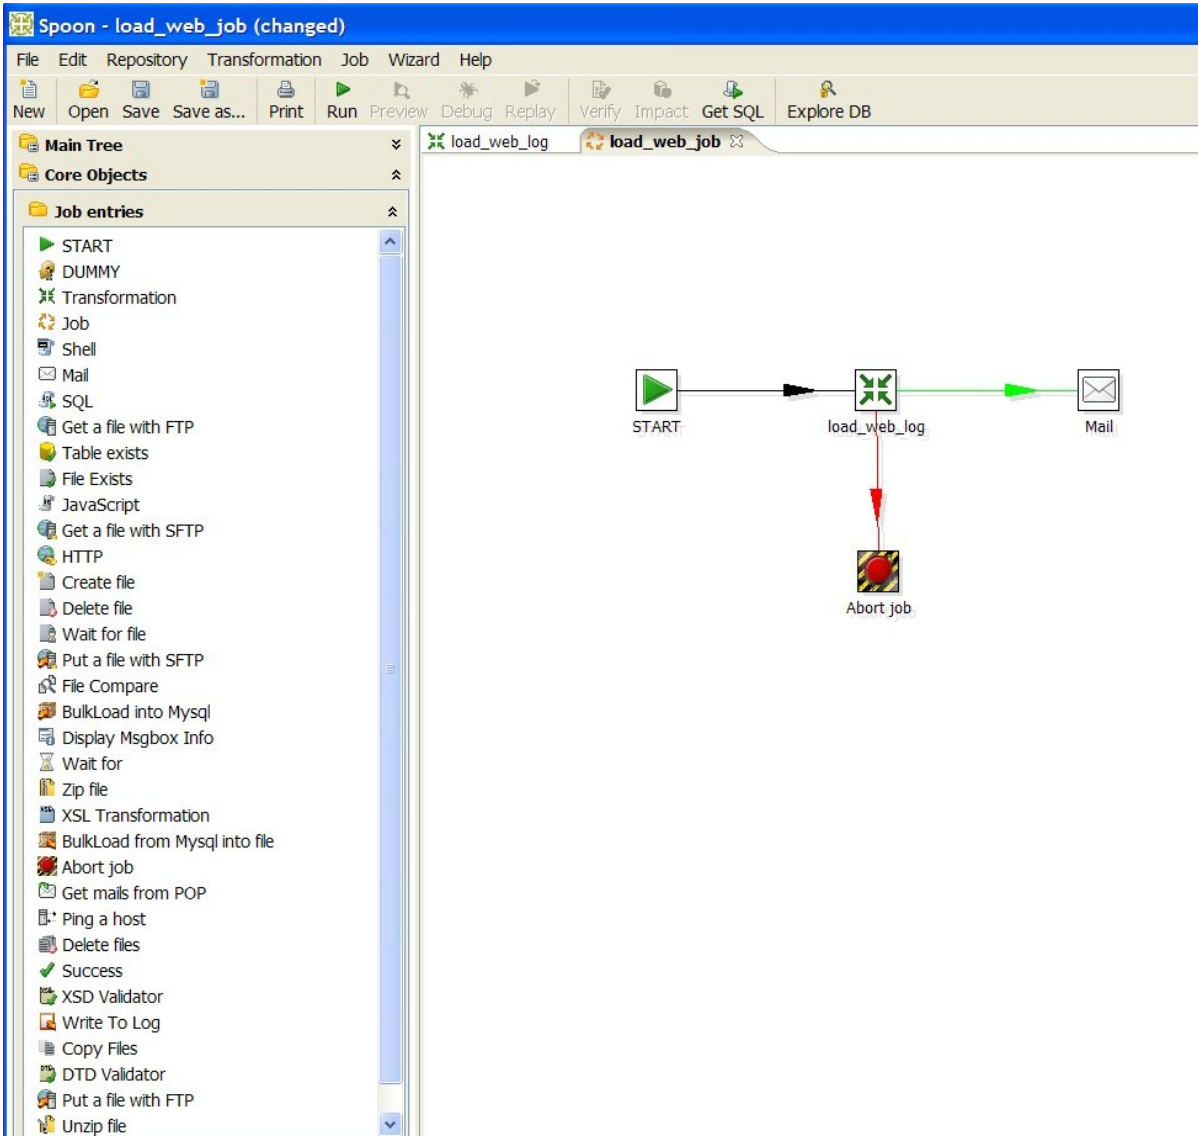 Spoon - load_web_job (changed)
File Edit Repository Transformation Job Wizard Help
New Open Save Save as... Print Run Preview Debug Replay Verify Impact Get SQL Explore DB
Main Tree
Core Objects
Job entries
START
DUMMY
Transformation
Job
Shell
Mail
SQL
Get a file with FTP
Table exists
File Exists
JavaScript
Get a file with SFTP
HTTP
Create file
Delete file
Wait for file
Put a file with SFTP
File Compare
BulkLoad into Mysql
Display Msgbox Info
Wait for
Zip file
XSL Transformation
BulkLoad from Mysql into file
Abort job
Get mails from POP
Ping a host
Delete files
Success
XSD Validator
Write To Log
Copy Files
DTD Validator
Put a file with FTP
Unzip file
load_web_log load_web_job
START load_web_log Mail
Abort job